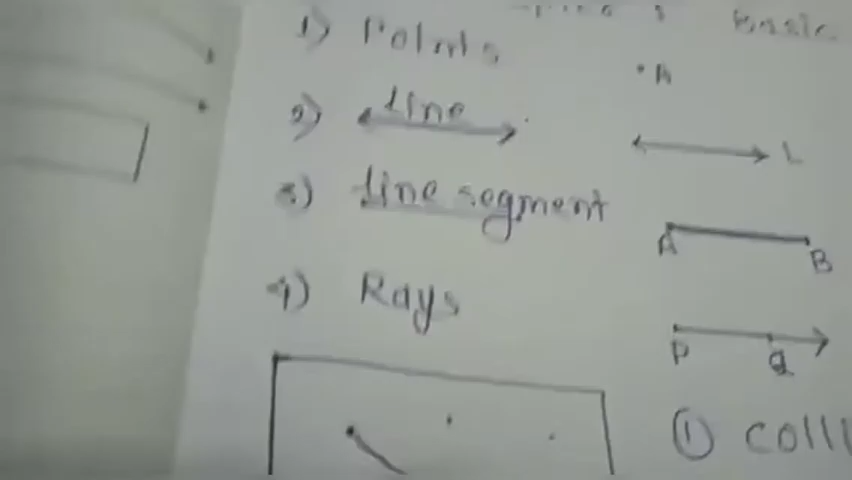 Basic
1) Points
•A
2) Line
L
3) Line segment
A B
4) Rays
P Q
① COLL